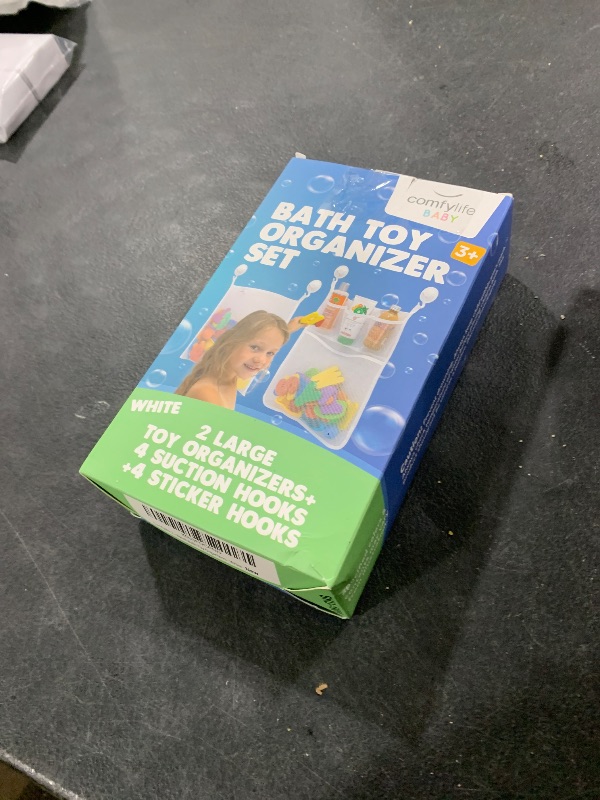 comfylife
BABY
BATH TOY
ORGANIZER
SET
3+
WHITE
2 LARGE
TOY ORGANIZERS+
4 SUCTION HOOKS
+4 STICKER HOOKS